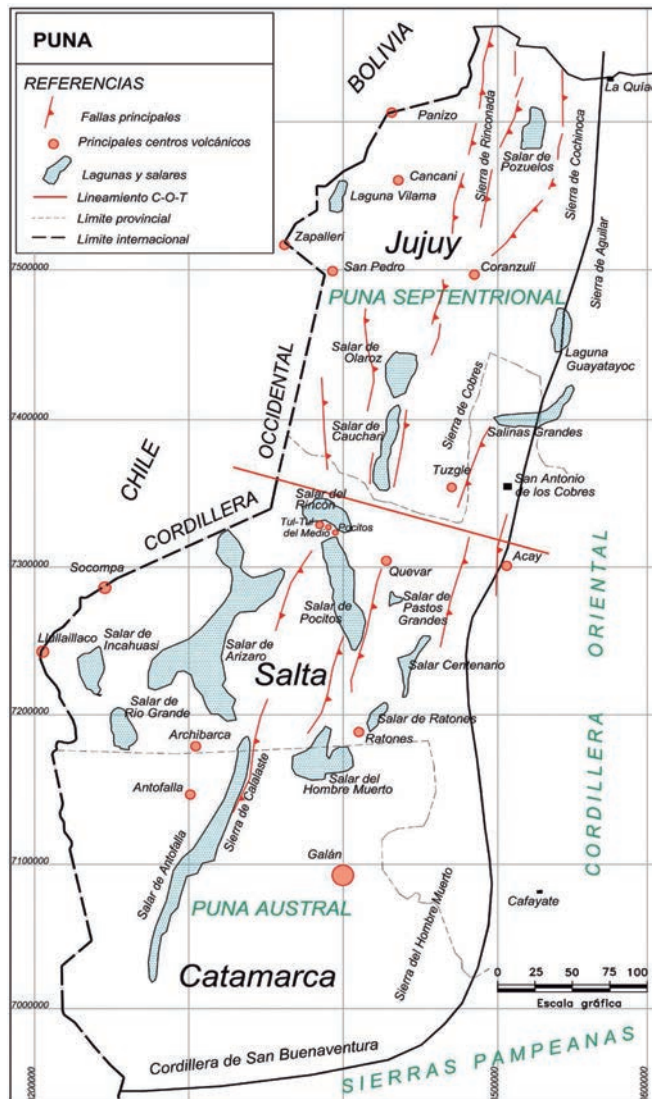 PUNA
REFERENCIAS
Fallas principales
Principales centros volcánicos
Lagunas y salares
Lineamiento C-O-T
Límite provincial
Límite internacional
BOLIVIA
La Quiaca
Panizo
Sierra de Rinconada
Salar de
Pozuelos
Sierra de Cochinoca
Cancani
Laguna Vilama
Zapalleri
Jujuy
Sierra de Aguilar
San Pedro
Coranzuli
7500000
PUNA SEPTENTRIONAL
Salar de
Olaroz
Laguna
Guayatayoc
OCCIDENTAL
Sierra de Cobres
7400000
Salar de
Cauchari
Salinas Grandes
CHILE
Tuzgle
San Antonio
de los Cobres
CORDILLERA
Salar del
Rincón
Tul-Tul
del Medio
Pocitos
7300000
Acay
Socompa
Quevar
Salar de
Pastos
Grandes
Salar de
Pocitos
ORIENTAL
Llullaillaco
Salar de
Incahuasi
Salar de
Arizaro
Salar Centenario
Salta
7200000
Salar de
Rio Grande
Salar de Ratones
Archibarca
Ratones
CORDILLERA
Antofalla
Sierra de Calalaste
Salar del
Hombre Muerto
Galán
7100000
Salar de Antofalla
Cafayate
PUNA AUSTRAL
Sierra del Hombre Muerto
Catamarca
0 25 50 75 100
Escala gráfica
7000000
Cordillera de San Buenaventura
SIERRAS PAMPEANAS